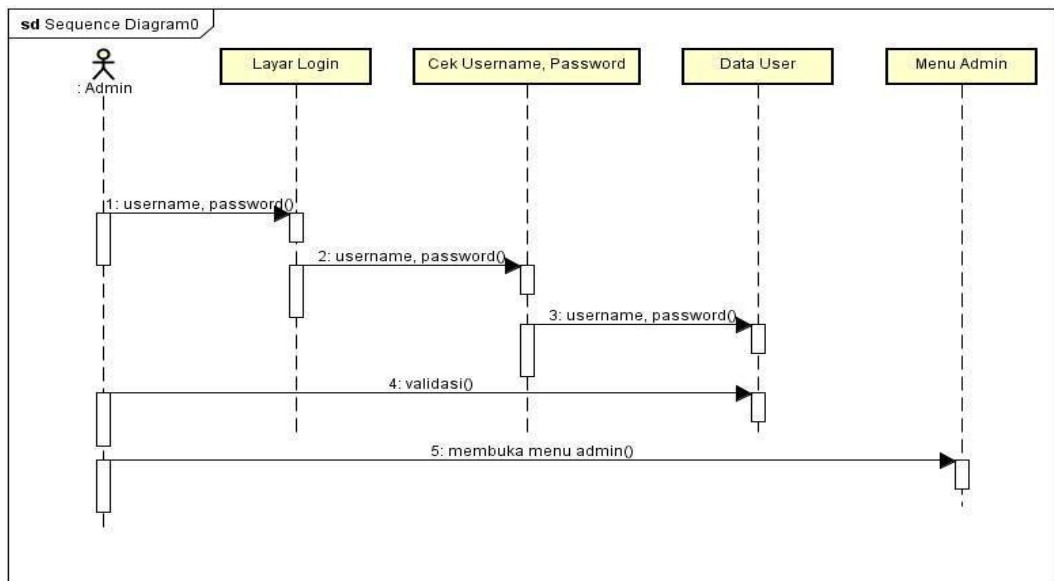 sd Sequence Diagram0
: Admin
Layar Login
Cek Username, Password
Data User
Menu Admin
1: username, password()
2: username, password()
3: username, password()
4: validasi()
5: membuka menu admin()